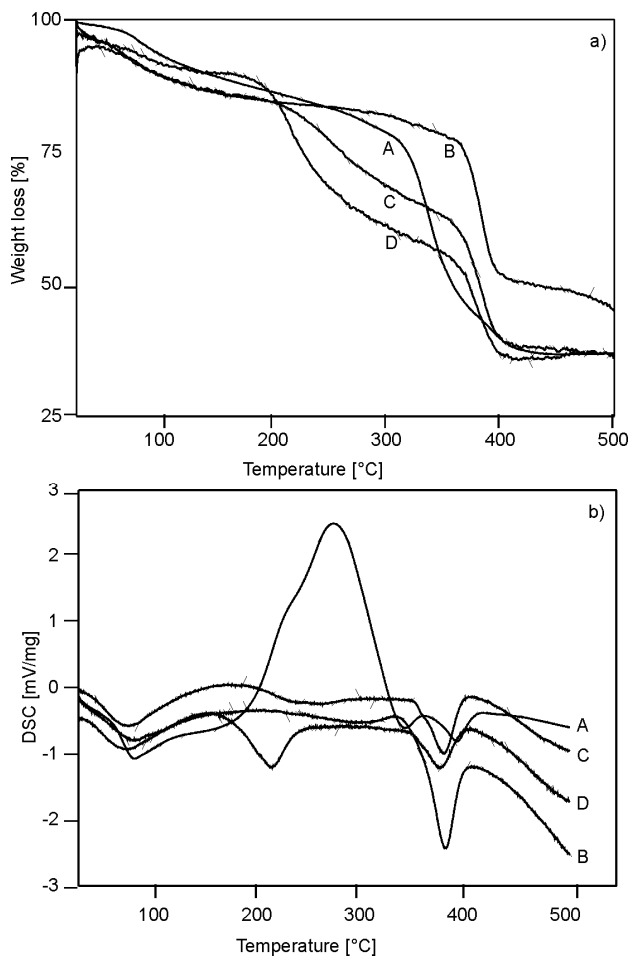 100
a)
75
Weight loss [%]
A
B
C
D
50
25
100 200 300 400 500
Temperature [°C]
3
b)
2
1
0
DSC [mV/mg]
A
C
-1
D
-2
B
-3
100 200 300 400 500
Temperature [°C]